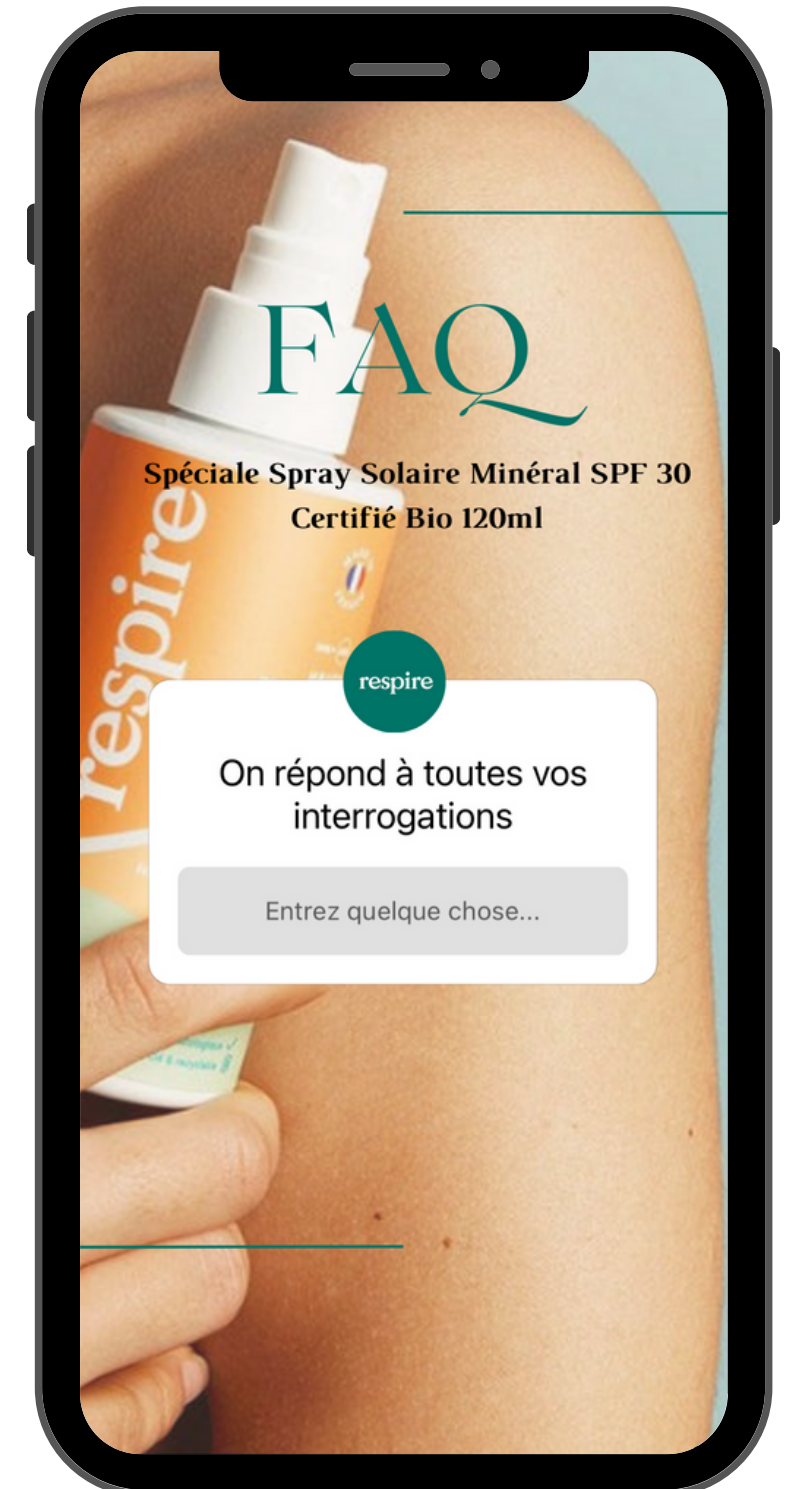 FAQ
Spéciale Spray Solaire Minéral SPF 30
Certifié Bio 120ml
respire
respire
On répond à toutes vos
interrogations
Entrez quelque chose...